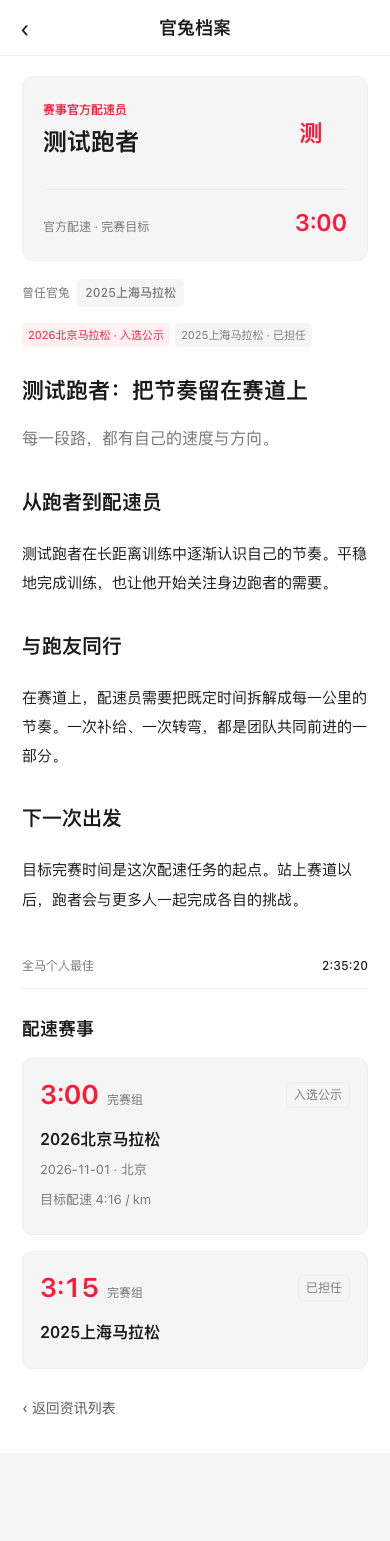 ‹
官兔档案
赛事官方配速员
测试跑者
测
官方配速 · 完赛目标
3:00
曾任官兔 2025上海马拉松
2026北京马拉松 · 入选公示 2025上海马拉松 · 已担任
测试跑者：把节奏留在赛道上
每一段路，都有自己的速度与方向。
从跑者到配速员
测试跑者在长距离训练中逐渐认识自己的节奏。平稳
地完成训练，也让他开始关注身边跑者的需要。
与跑友同行
在赛道上，配速员需要把既定时间拆解成每一公里的
节奏。一次补给、一次转弯，都是团队共同前进的一
部分。
下一次出发
目标完赛时间是这次配速任务的起点。站上赛道以
后，跑者会与更多人一起完成各自的挑战。
全马个人最佳 2:35:20
配速赛事
3:00 完赛组 入选公示
2026北京马拉松
2026-11-01 · 北京
目标配速 4:16 / km
3:15 完赛组 已担任
2025上海马拉松
‹ 返回资讯列表